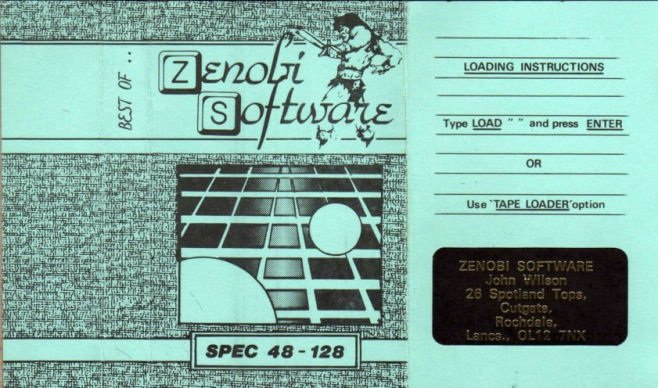 BEST OF ..
Zenobi
Software
SPEC 48-128
LOADING INSTRUCTIONS
Type LOAD " " and press ENTER
OR
Use `TAPE LOADER' option
ZENOBI SOFTWARE
John Wilson
26 Spotland Tops,
Cutgate,
Rochdale,
Lancs., OL12 7NX